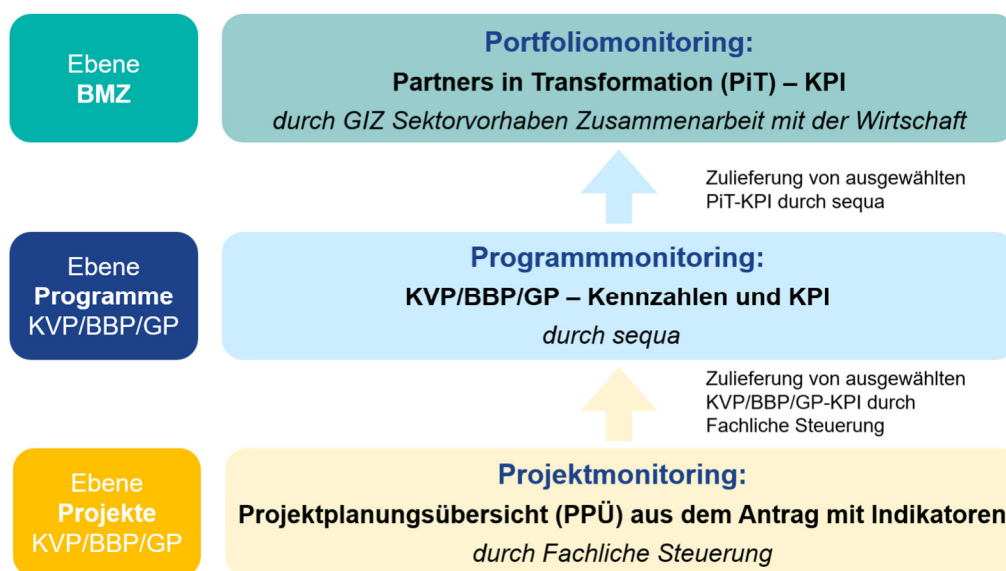 Ebene
BMZ
Portfoliomonitoring:
Partners in Transformation (PiT) – KPI
durch GIZ Sektorvorhaben Zusammenarbeit mit der Wirtschaft
Zulieferung von ausgewählten
PiT-KPI durch sequa
Ebene
Programme
KVP/BBP/GP
Programmmonitoring:
KVP/BBP/GP – Kennzahlen und KPI
durch sequa
Zulieferung von ausgewählten
KVP/BBP/GP-KPI durch
Fachliche Steuerung
Ebene
Projekte
KVP/BBP/GP
Projektmonitoring:
Projektplanungsübersicht (PPÜ) aus dem Antrag mit Indikatoren
durch Fachliche Steuerung